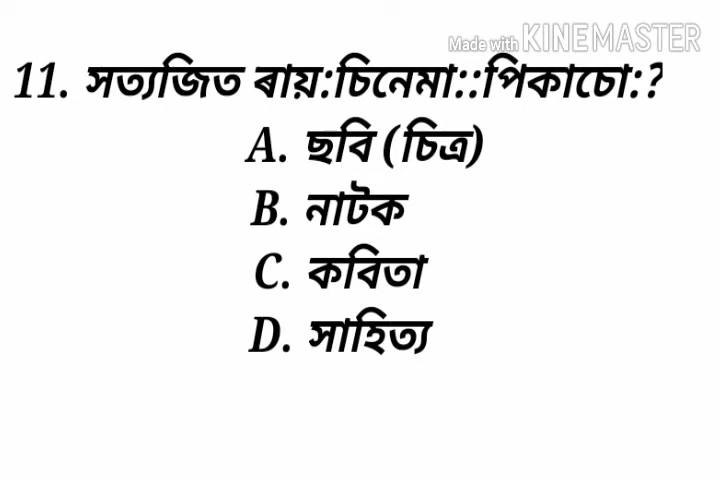 Made with KINEMASTER
11. সত্যজিত ৰায়:চিনেমা::পিকাচো:?
A. ছবি (চিত্ৰ)
B. নাটক
C. কবিতা
D. সাহিত্য